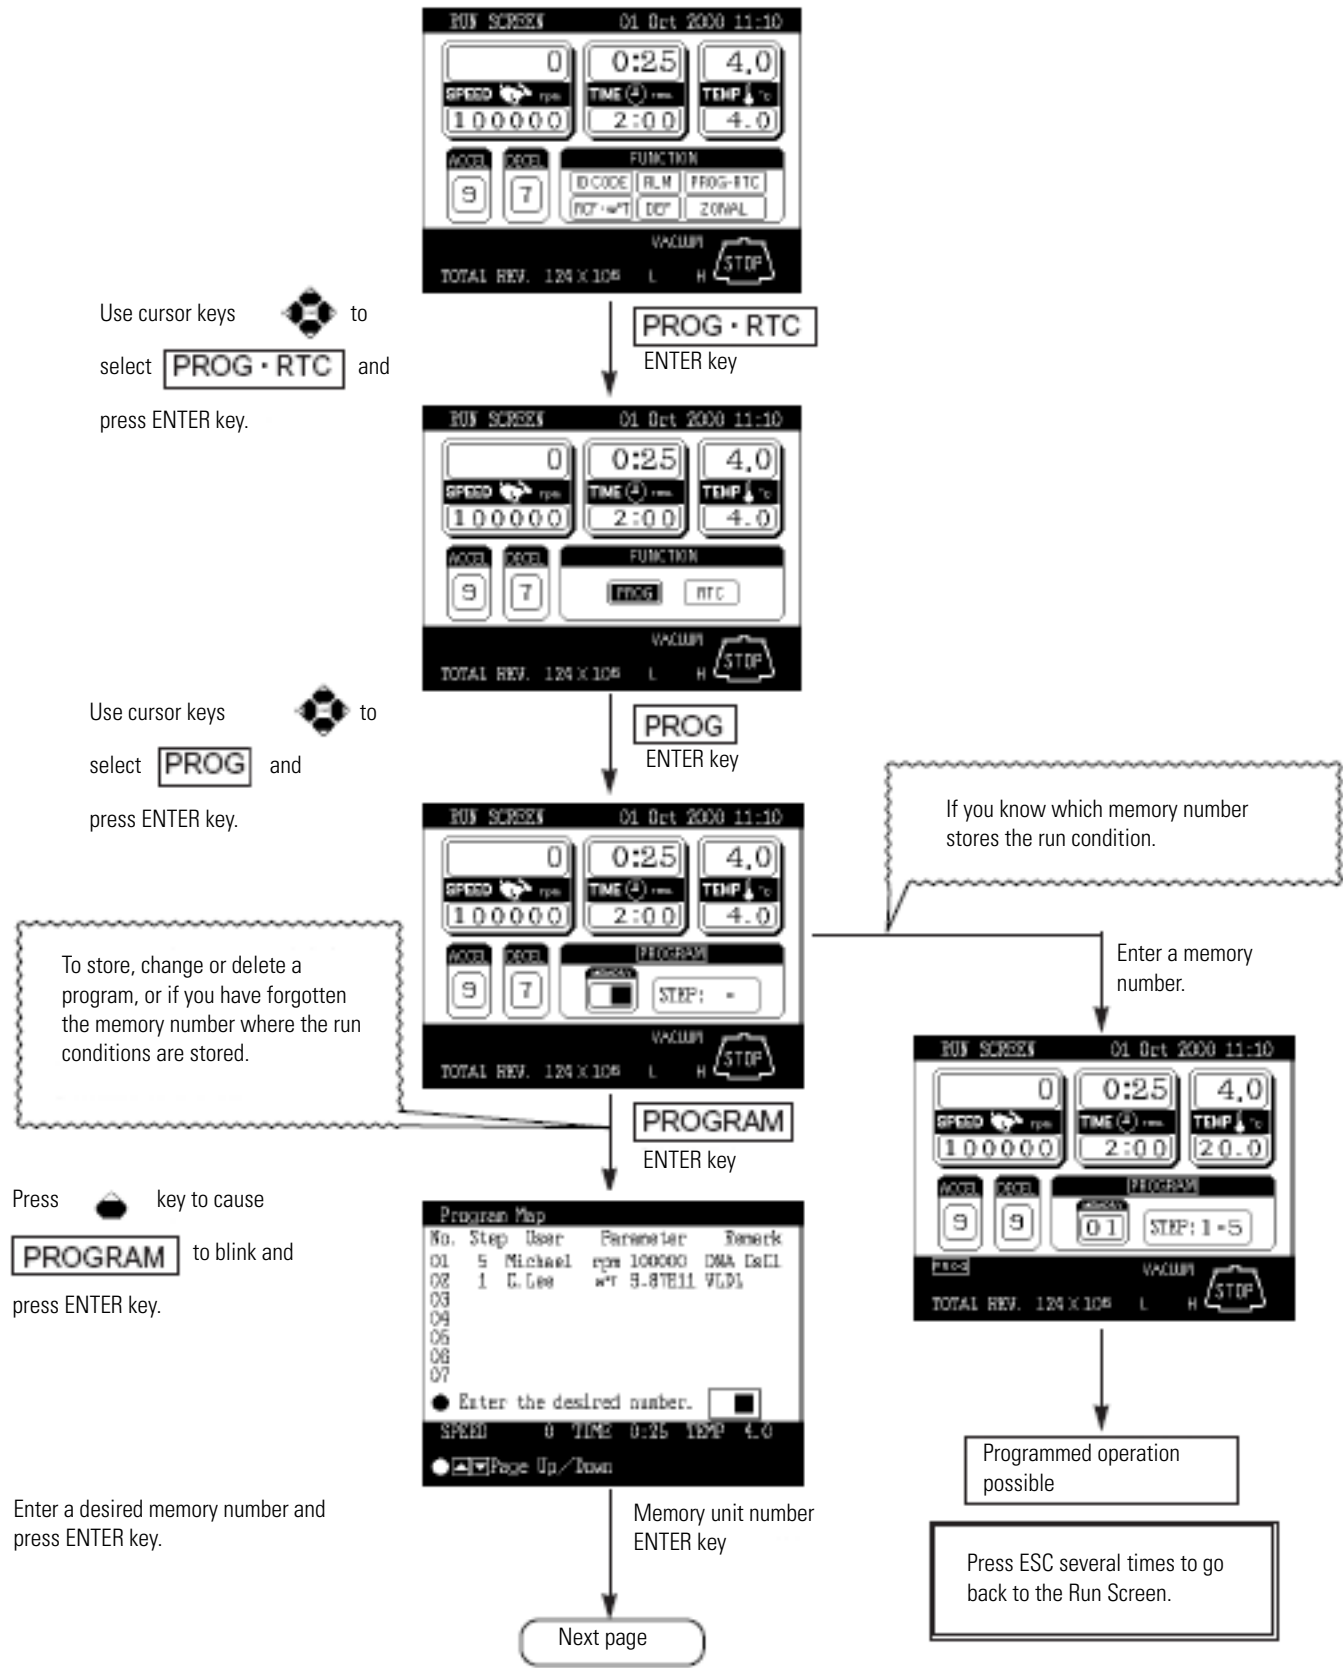 RUN SCREEN 01 Oct 2000 11:10
0 0:25 4.0
SPEED rpm TIME TEMP °C
100000 2:00 4.0
ACCEL DECEL FUNCTION
9 7 ID CODE RLM PROG·RTC
RCF·ω²T DEF ZONAL
VACUUM
TOTAL REV. 124×10⁶ L H STOP
Use cursor keys to
select PROG・RTC and
press ENTER key.
PROG・RTC
ENTER key
RUN SCREEN 01 Oct 2000 11:10
0 0:25 4.0
SPEED rpm TIME TEMP °C
100000 2:00 4.0
ACCEL DECEL FUNCTION
9 7 PROG RTC
VACUUM
TOTAL REV. 124×10⁶ L H STOP
Use cursor keys to
select PROG and
press ENTER key.
PROG
ENTER key
If you know which memory number
stores the run condition.
RUN SCREEN 01 Oct 2000 11:10
0 0:25 4.0
SPEED rpm TIME TEMP °C
100000 2:00 4.0
ACCEL DECEL PROGRAM
9 7 MEMORY STEP: -
VACUUM
TOTAL REV. 124×10⁶ L H STOP
To store, change or delete a
program, or if you have forgotten
the memory number where the run
conditions are stored.
Enter a memory
number.
RUN SCREEN 01 Oct 2000 11:10
0 0:25 4.0
SPEED rpm TIME TEMP °C
100000 2:00 20.0
ACCEL DECEL PROGRAM
9 9 MEMORY 01 STEP: 1-5
PROG VACUUM
TOTAL REV. 124×10⁶ L H STOP
PROGRAM
ENTER key
Press key to cause
PROGRAM to blink and
press ENTER key.
Program Map
No. Step User Parameter Remark
01 5 Michael rpm 100000 DNA CsCl
02 1 C.Lee ω²T 9.87E11 VLDL
03
04
05
06
07
Enter the desired number.
SPEED 0 TIME 0:25 TEMP 4.0
Page Up/Down
Enter a desired memory number and
press ENTER key.
Memory unit number
ENTER key
Programmed operation
possible
Press ESC several times to go
back to the Run Screen.
Next page